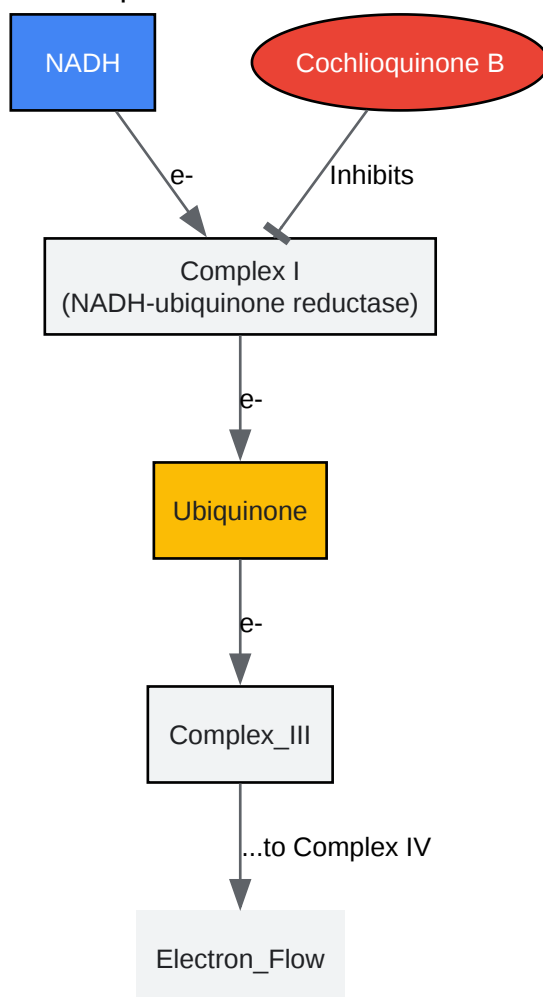 NADH
Cochlioquinone B
e-
Inhibits
Complex I
(NADH-ubiquinone reductase)
e-
Ubiquinone
e-
Complex_III
...to Complex IV
Electron_Flow